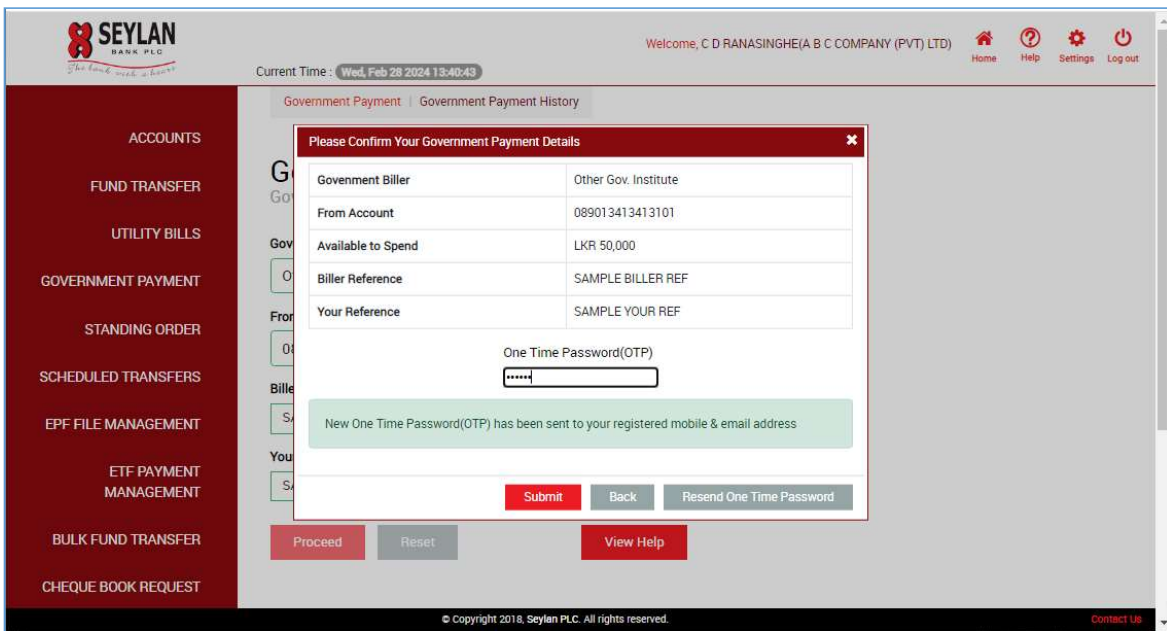 SEYLAN
BANK PLC
The bank with a heart
Welcome, C D RANASINGHE(A B C COMPANY (PVT) LTD)
Home
Help
Settings
Log out
Current Time : Wed, Feb 28 2024 13:40:43
Government Payment | Government Payment History
ACCOUNTS
FUND TRANSFER
UTILITY BILLS
GOVERNMENT PAYMENT
STANDING ORDER
SCHEDULED TRANSFERS
EPF FILE MANAGEMENT
ETF PAYMENT
MANAGEMENT
BULK FUND TRANSFER
CHEQUE BOOK REQUEST
Please Confirm Your Government Payment Details
Govenment Biller Other Gov. Institute
From Account 089013413413101
Available to Spend LKR 50,000
Biller Reference SAMPLE BILLER REF
Your Reference SAMPLE YOUR REF
One Time Password(OTP)
New One Time Password(OTP) has been sent to your registered mobile & email address
Submit Back Resend One Time Password
Proceed Reset View Help
© Copyright 2018, Seylan PLC. All rights reserved.
Contact Us